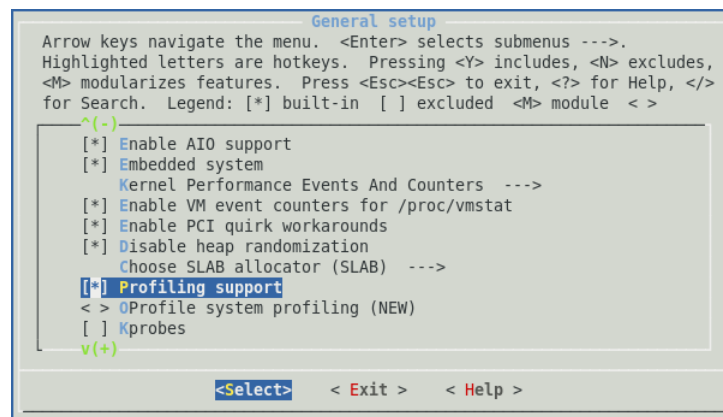 General setup
Arrow keys navigate the menu. <Enter> selects submenus --->.
Highlighted letters are hotkeys. Pressing <Y> includes, <N> excludes,
<M> modularizes features. Press <Esc><Esc> to exit, <?> for Help, </>
for Search. Legend: [*] built-in [ ] excluded <M> module < >
^(-)
[*] Enable AIO support
[*] Embedded system
Kernel Performance Events And Counters --->
[*] Enable VM event counters for /proc/vmstat
[*] Enable PCI quirk workarounds
[*] Disable heap randomization
Choose SLAB allocator (SLAB) --->
[*] Profiling support
< > OProfile system profiling (NEW)
[ ] Kprobes
v(+)
<Select> < Exit > < Help >